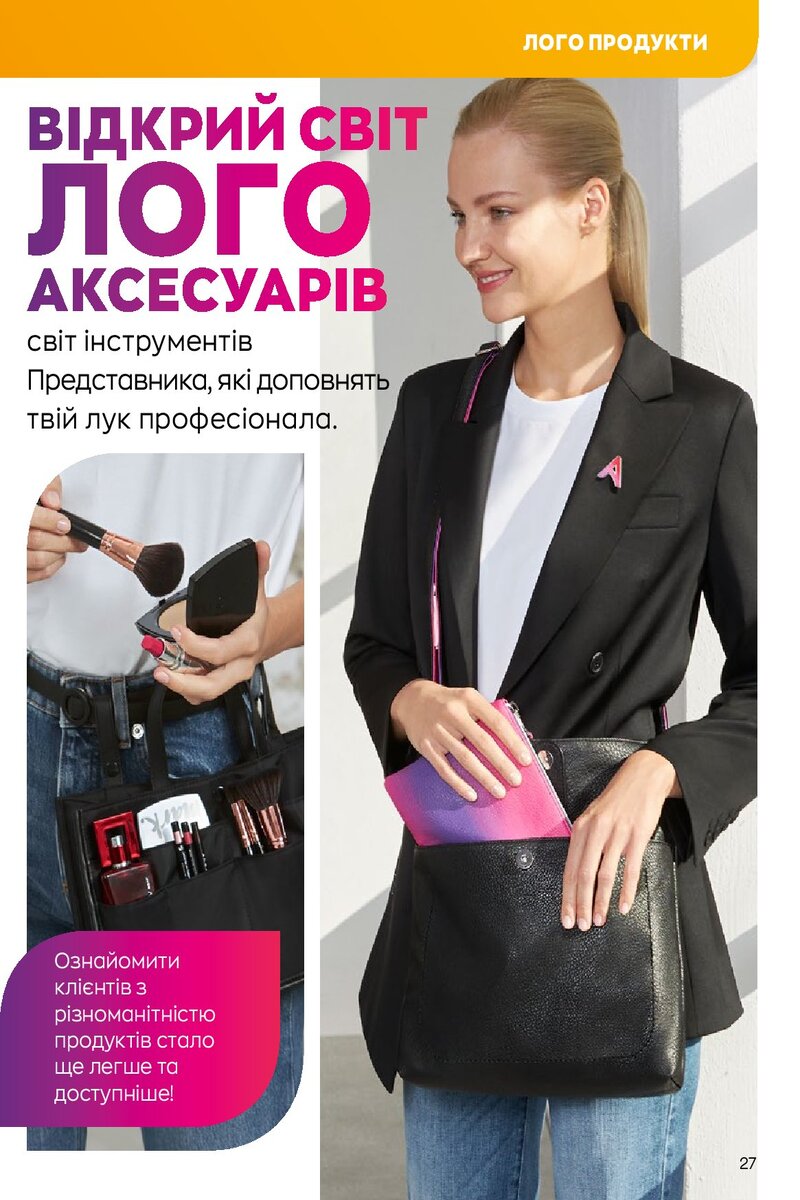 ЛОГО ПРОДУКТИ
ВІДКРИЙ СВІТ
ЛОГО
АКСЕСУАРІВ
світ інструментів
Представника, які доповнять
твій лук професіонала.
mark.
Ознайомити
клієнтів з
різноманітністю
продуктів стало
ще легше та
доступніше!
27